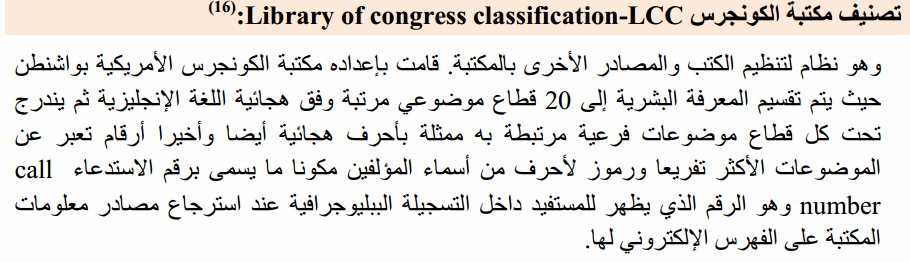 تصنيف مكتبة الكونجرس Library of congress classification-LCC:(16)
وهو نظام لتنظيم الكتب والمصادر الأخرى بالمكتبة. قامت بإعداده مكتبة الكونجرس الأمريكية بواشنطن
حيث يتم تقسيم المعرفة البشرية إلى 20 قطاع موضوعي مرتبة وفق هجائية اللغة الإنجليزية ثم يندرج
تحت كل قطاع موضوعات فرعية مرتبطة به ممثلة بأحرف هجائية أيضا وأخيرا أرقام تعبر عن
الموضوعات الأكثر تفريعا ورموز لأحرف من أسماء المؤلفين مكونا ما يسمى برقم الاستدعاء call
number وهو الرقم الذي يظهر للمستفيد داخل التسجيلة الببليوجرافية عند استرجاع مصادر معلومات
المكتبة على الفهرس الإلكتروني لها.